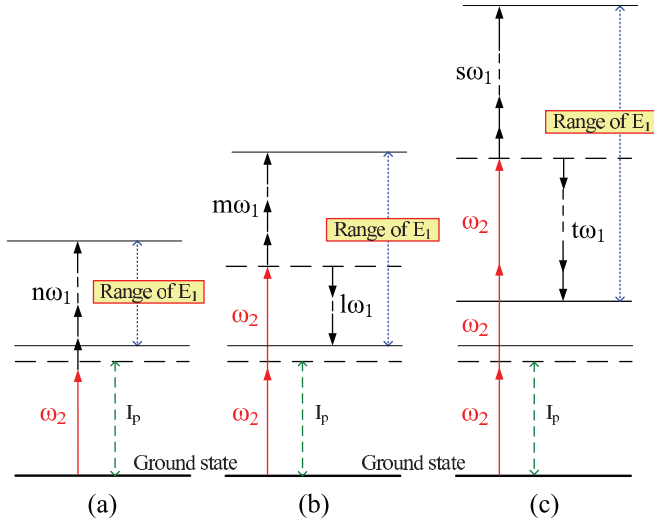 sω₁
Range of E₁
mω₁
ω₂
tω₁
nω₁
Range of E₁
Range of E₁
ω₂
lω₁
ω₂
ω₂
Iₚ
ω₂
Iₚ
ω₂
Iₚ
Ground state
Ground state
(a)
(b)
(c)